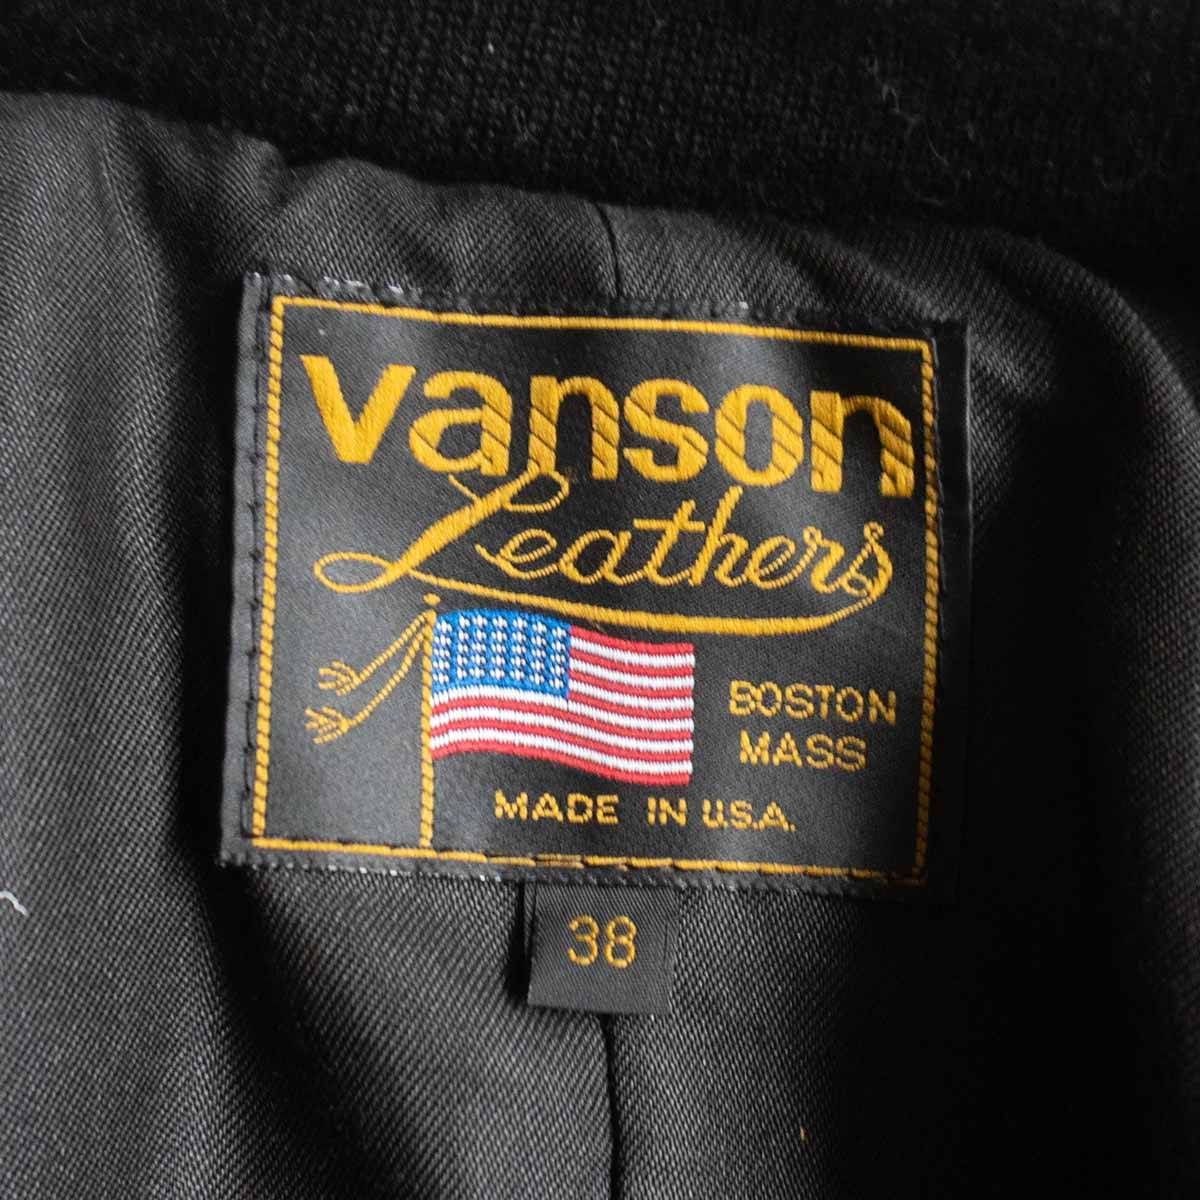 vanson
Leathers
BOSTON
MASS
MADE IN U.S.A.
38